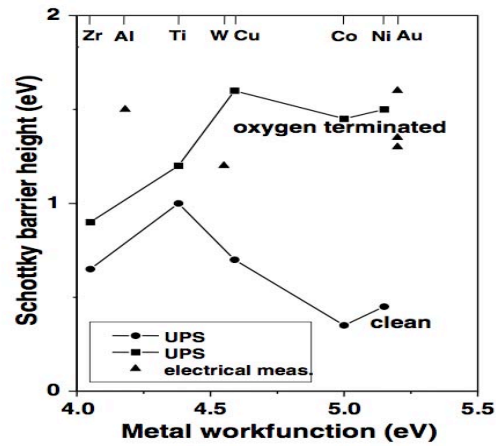 2
Zr Al Ti W Cu Co Ni Au
oxygen terminated
1
clean
UPS
UPS
electrical meas.
0
4.0 4.5 5.0 5.5
Metal workfunction (eV)
Schottky barrier height (eV)